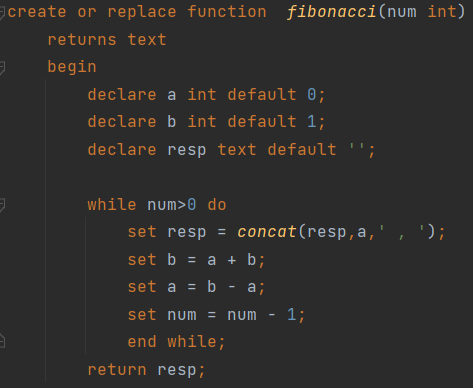 create or replace function  fibonacci(num int)
    returns text
    begin
        declare a int default 0;
        declare b int default 1;
        declare resp text default '';

        while num>0 do
            set resp = concat(resp,a,' , ');
            set b = a + b;
            set a = b - a;
            set num = num - 1;
            end while;
        return resp;